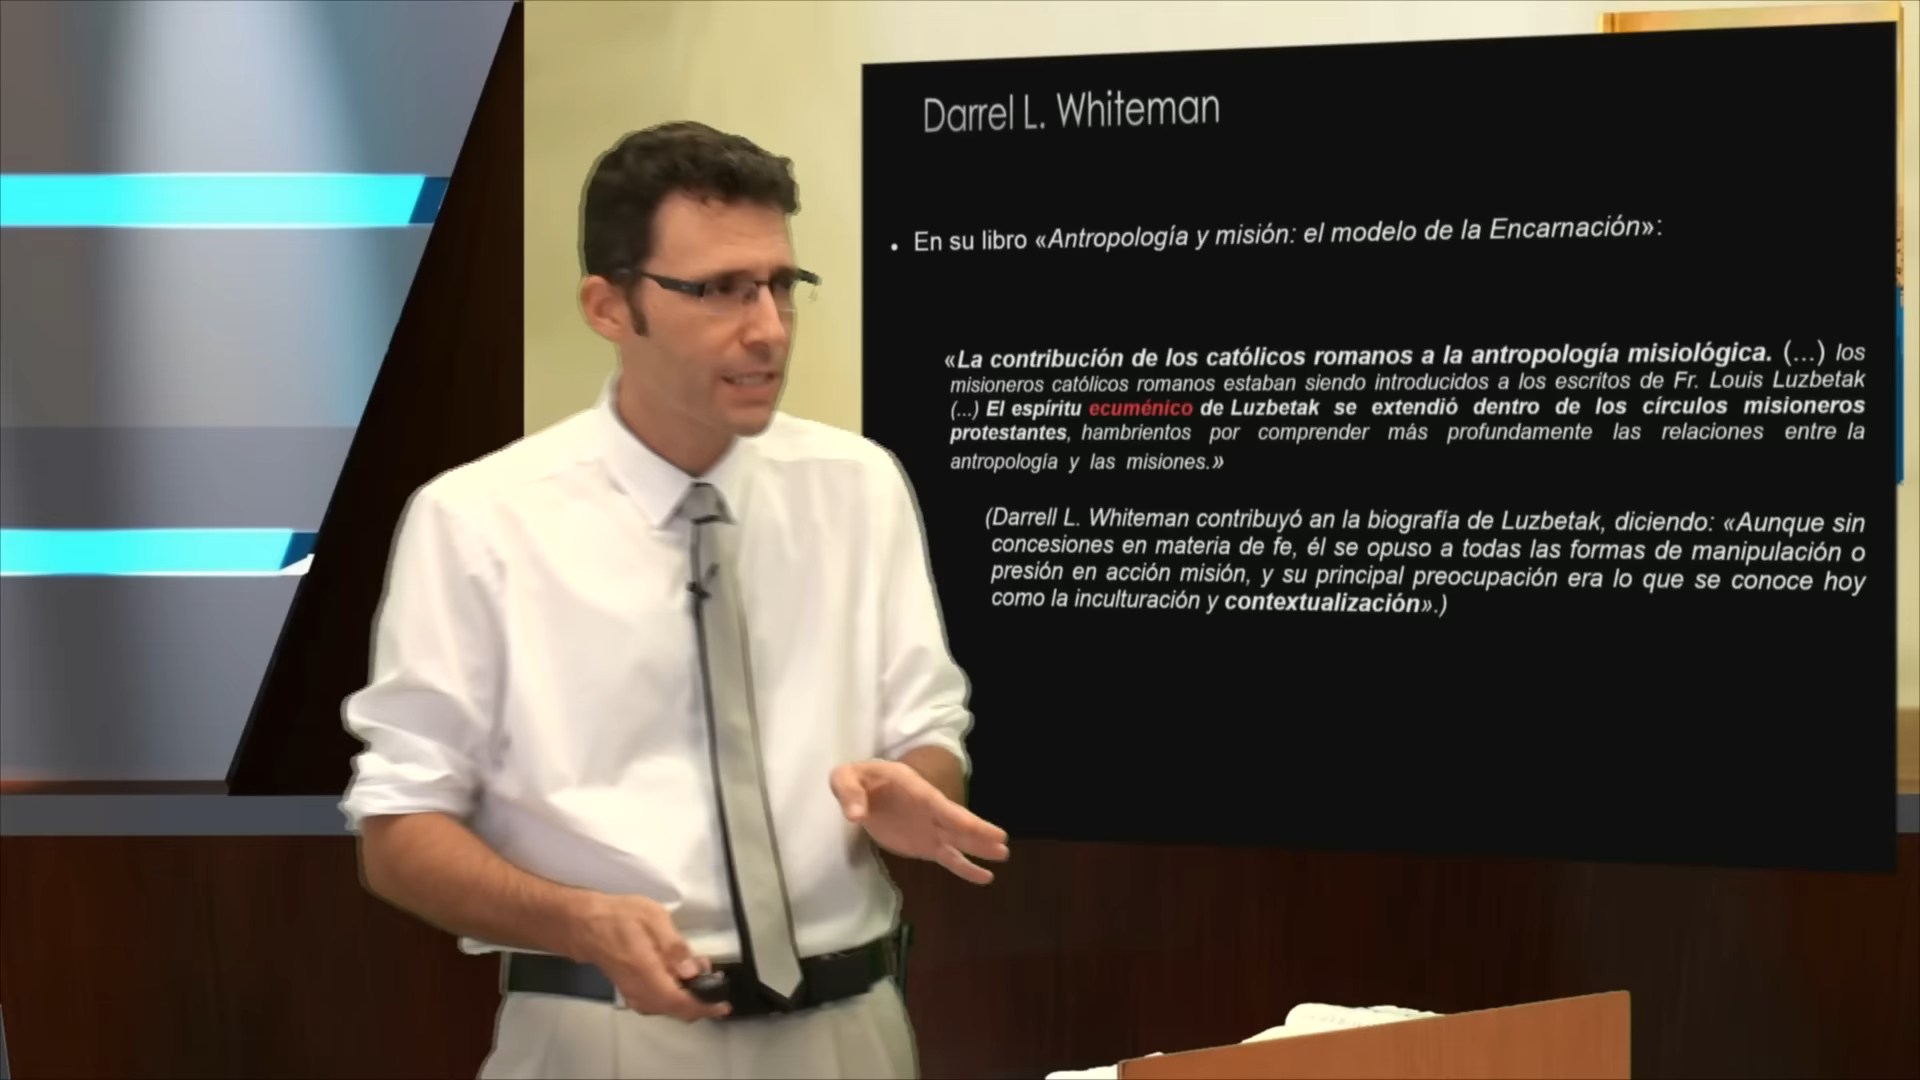 Darrel L. Whiteman
• En su libro «Antropología y misión: el modelo de la Encarnación»:
«La contribución de los católicos romanos a la antropología misiológica. (...) los
misioneros católicos romanos estaban siendo introducidos a los escritos de Fr. Louis Luzbetak
(...) El espíritu ecuménico de Luzbetak se extendió dentro de los círculos misioneros
protestantes, hambrientos por comprender más profundamente las relaciones entre la
antropología y las misiones.»
(Darrell L. Whiteman contribuyó an la biografía de Luzbetak, diciendo: «Aunque sin
concesiones en materia de fe, él se opuso a todas las formas de manipulación o
presión en acción misión, y su principal preocupación era lo que se conoce hoy
como la inculturación y contextualización».)